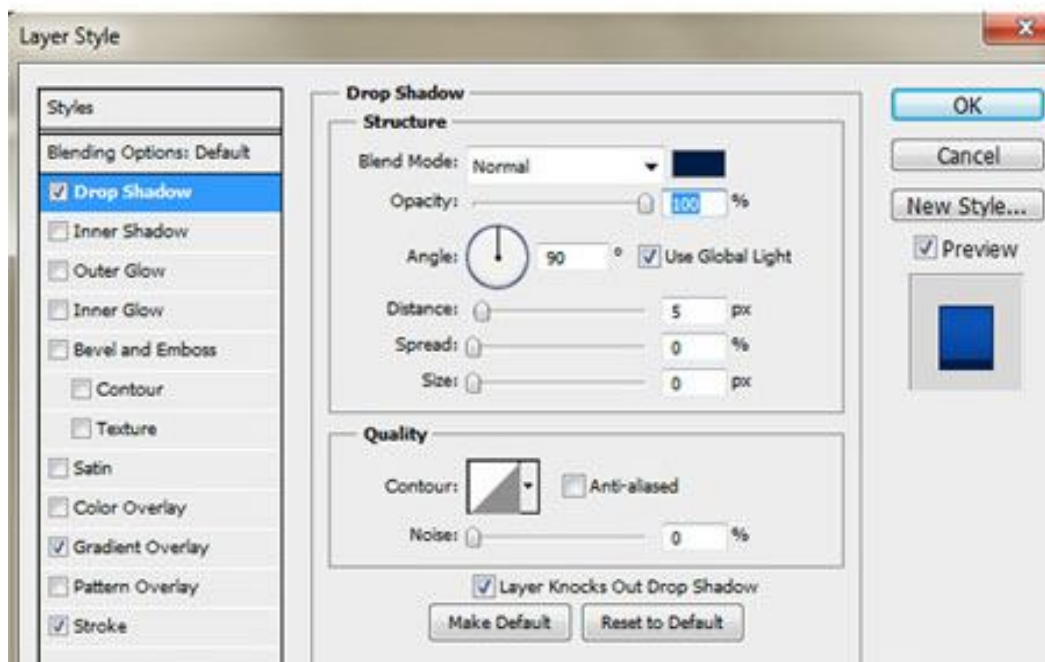 Layer Style
x
Styles
Blending Options: Default
Drop Shadow
Inner Shadow
Outer Glow
Inner Glow
Bevel and Emboss
Contour
Texture
Satin
Color Overlay
Gradient Overlay
Pattern Overlay
Stroke
Drop Shadow
Structure
Blend Mode: Normal
Opacity: 100 %
Angle: 90 ° Use Global Light
Distance: 5 px
Spread: 0 %
Size: 0 px
Quality
Contour: Anti-aliased
Noise: 0 %
Layer Knocks Out Drop Shadow
Make Default Reset to Default
OK
Cancel
New Style...
Preview